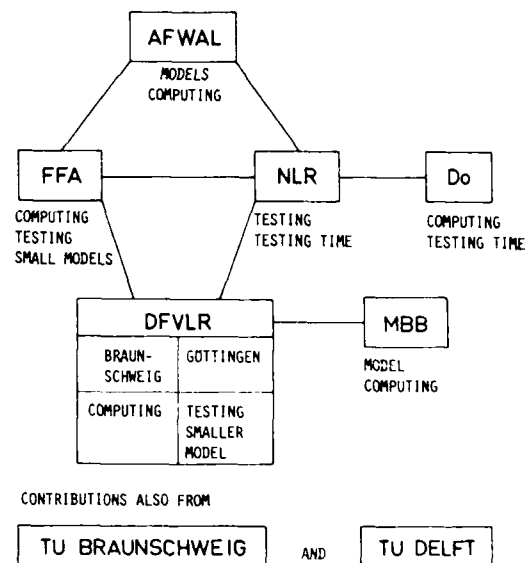 AFWAL
MODELS
COMPUTING
FFA
COMPUTING
TESTING
SMALL MODELS
NLR
TESTING
TESTING TIME
Do
COMPUTING
TESTING TIME
DFVLR
BRAUN-
SCHWEIG
GÖTTINGEN
COMPUTING
TESTING
SMALLER
MODEL
MBB
MODEL
COMPUTING
CONTRIBUTIONS ALSO FROM
TU BRAUNSCHWEIG AND TU DELFT